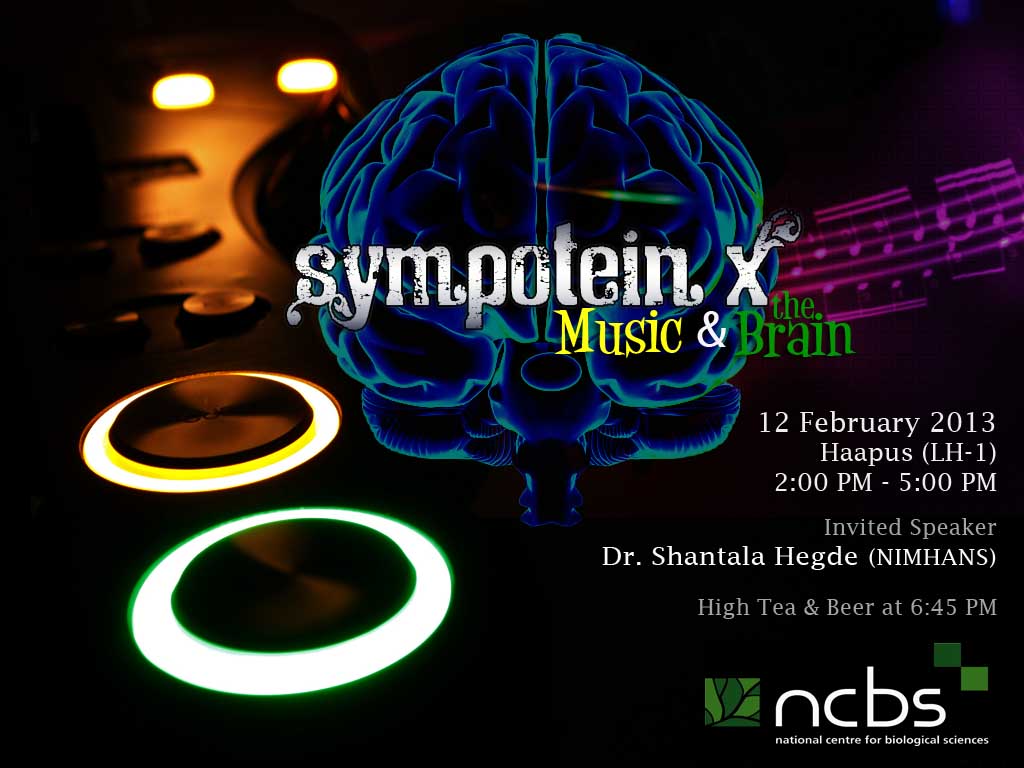 sympotein x
Music & the Brain
12 February 2013
Haapus (LH-1)
2:00 PM - 5:00 PM
Invited Speaker
Dr. Shantala Hegde (NIMHANS)
High Tea & Beer at 6:45 PM
ncbs
national centre for biological sciences